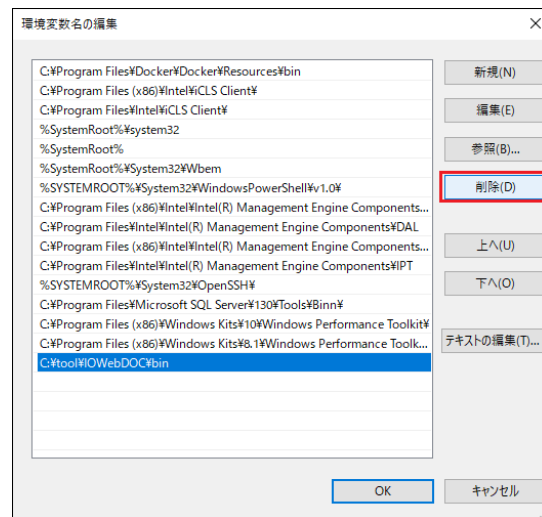 環境変数名の編集
C:¥Program Files¥Docker¥Docker¥Resources¥bin
C:¥Program Files (x86)¥Intel¥iCLS Client¥
C:¥Program Files¥Intel¥iCLS Client¥
%SystemRoot%¥system32
%SystemRoot%
%SystemRoot%¥System32¥Wbem
%SYSTEMROOT%¥System32¥WindowsPowerShell¥v1.0¥
C:¥Program Files (x86)¥Intel¥Intel(R) Management Engine Components...
C:¥Program Files¥Intel¥Intel(R) Management Engine Components¥DAL
C:¥Program Files (x86)¥Intel¥Intel(R) Management Engine Components...
C:¥Program Files¥Intel¥Intel(R) Management Engine Components¥IPT
%SYSTEMROOT%¥System32¥OpenSSH¥
C:¥Program Files¥Microsoft SQL Server¥130¥Tools¥Binn¥
C:¥Program Files (x86)¥Windows Kits¥10¥Windows Performance Toolkit¥
C:¥Program Files (x86)¥Windows Kits¥8.1¥Windows Performance Toolk...
C:¥tool¥IOWebDOC¥bin
新規(N)
編集(E)
参照(B)...
削除(D)
上へ(U)
下へ(O)
テキストの編集(T)...
OK
キャンセル